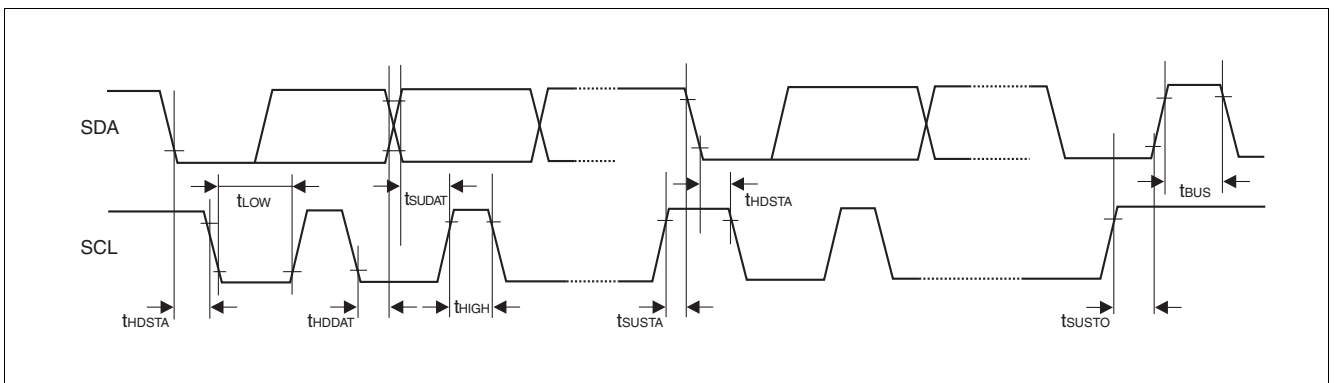 SDA
tLOW
tSUDAT
tHDSTA
tBUS
SCL
tHDSTA
tHDDAT
tHIGH
tSUSTA
tSUSTO